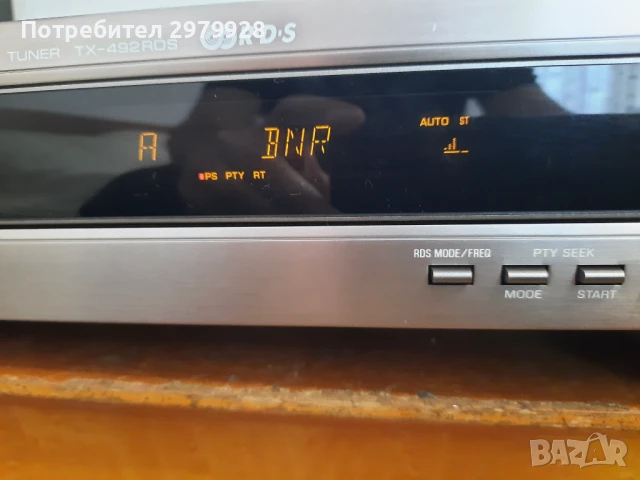 Потребител 2979928
TUNER TX-492RDS R·D·S
AUTO ST
A BNR
PS PTY RT
RDS MODE/FREQ PTY SEEK
MODE START
BAZAR